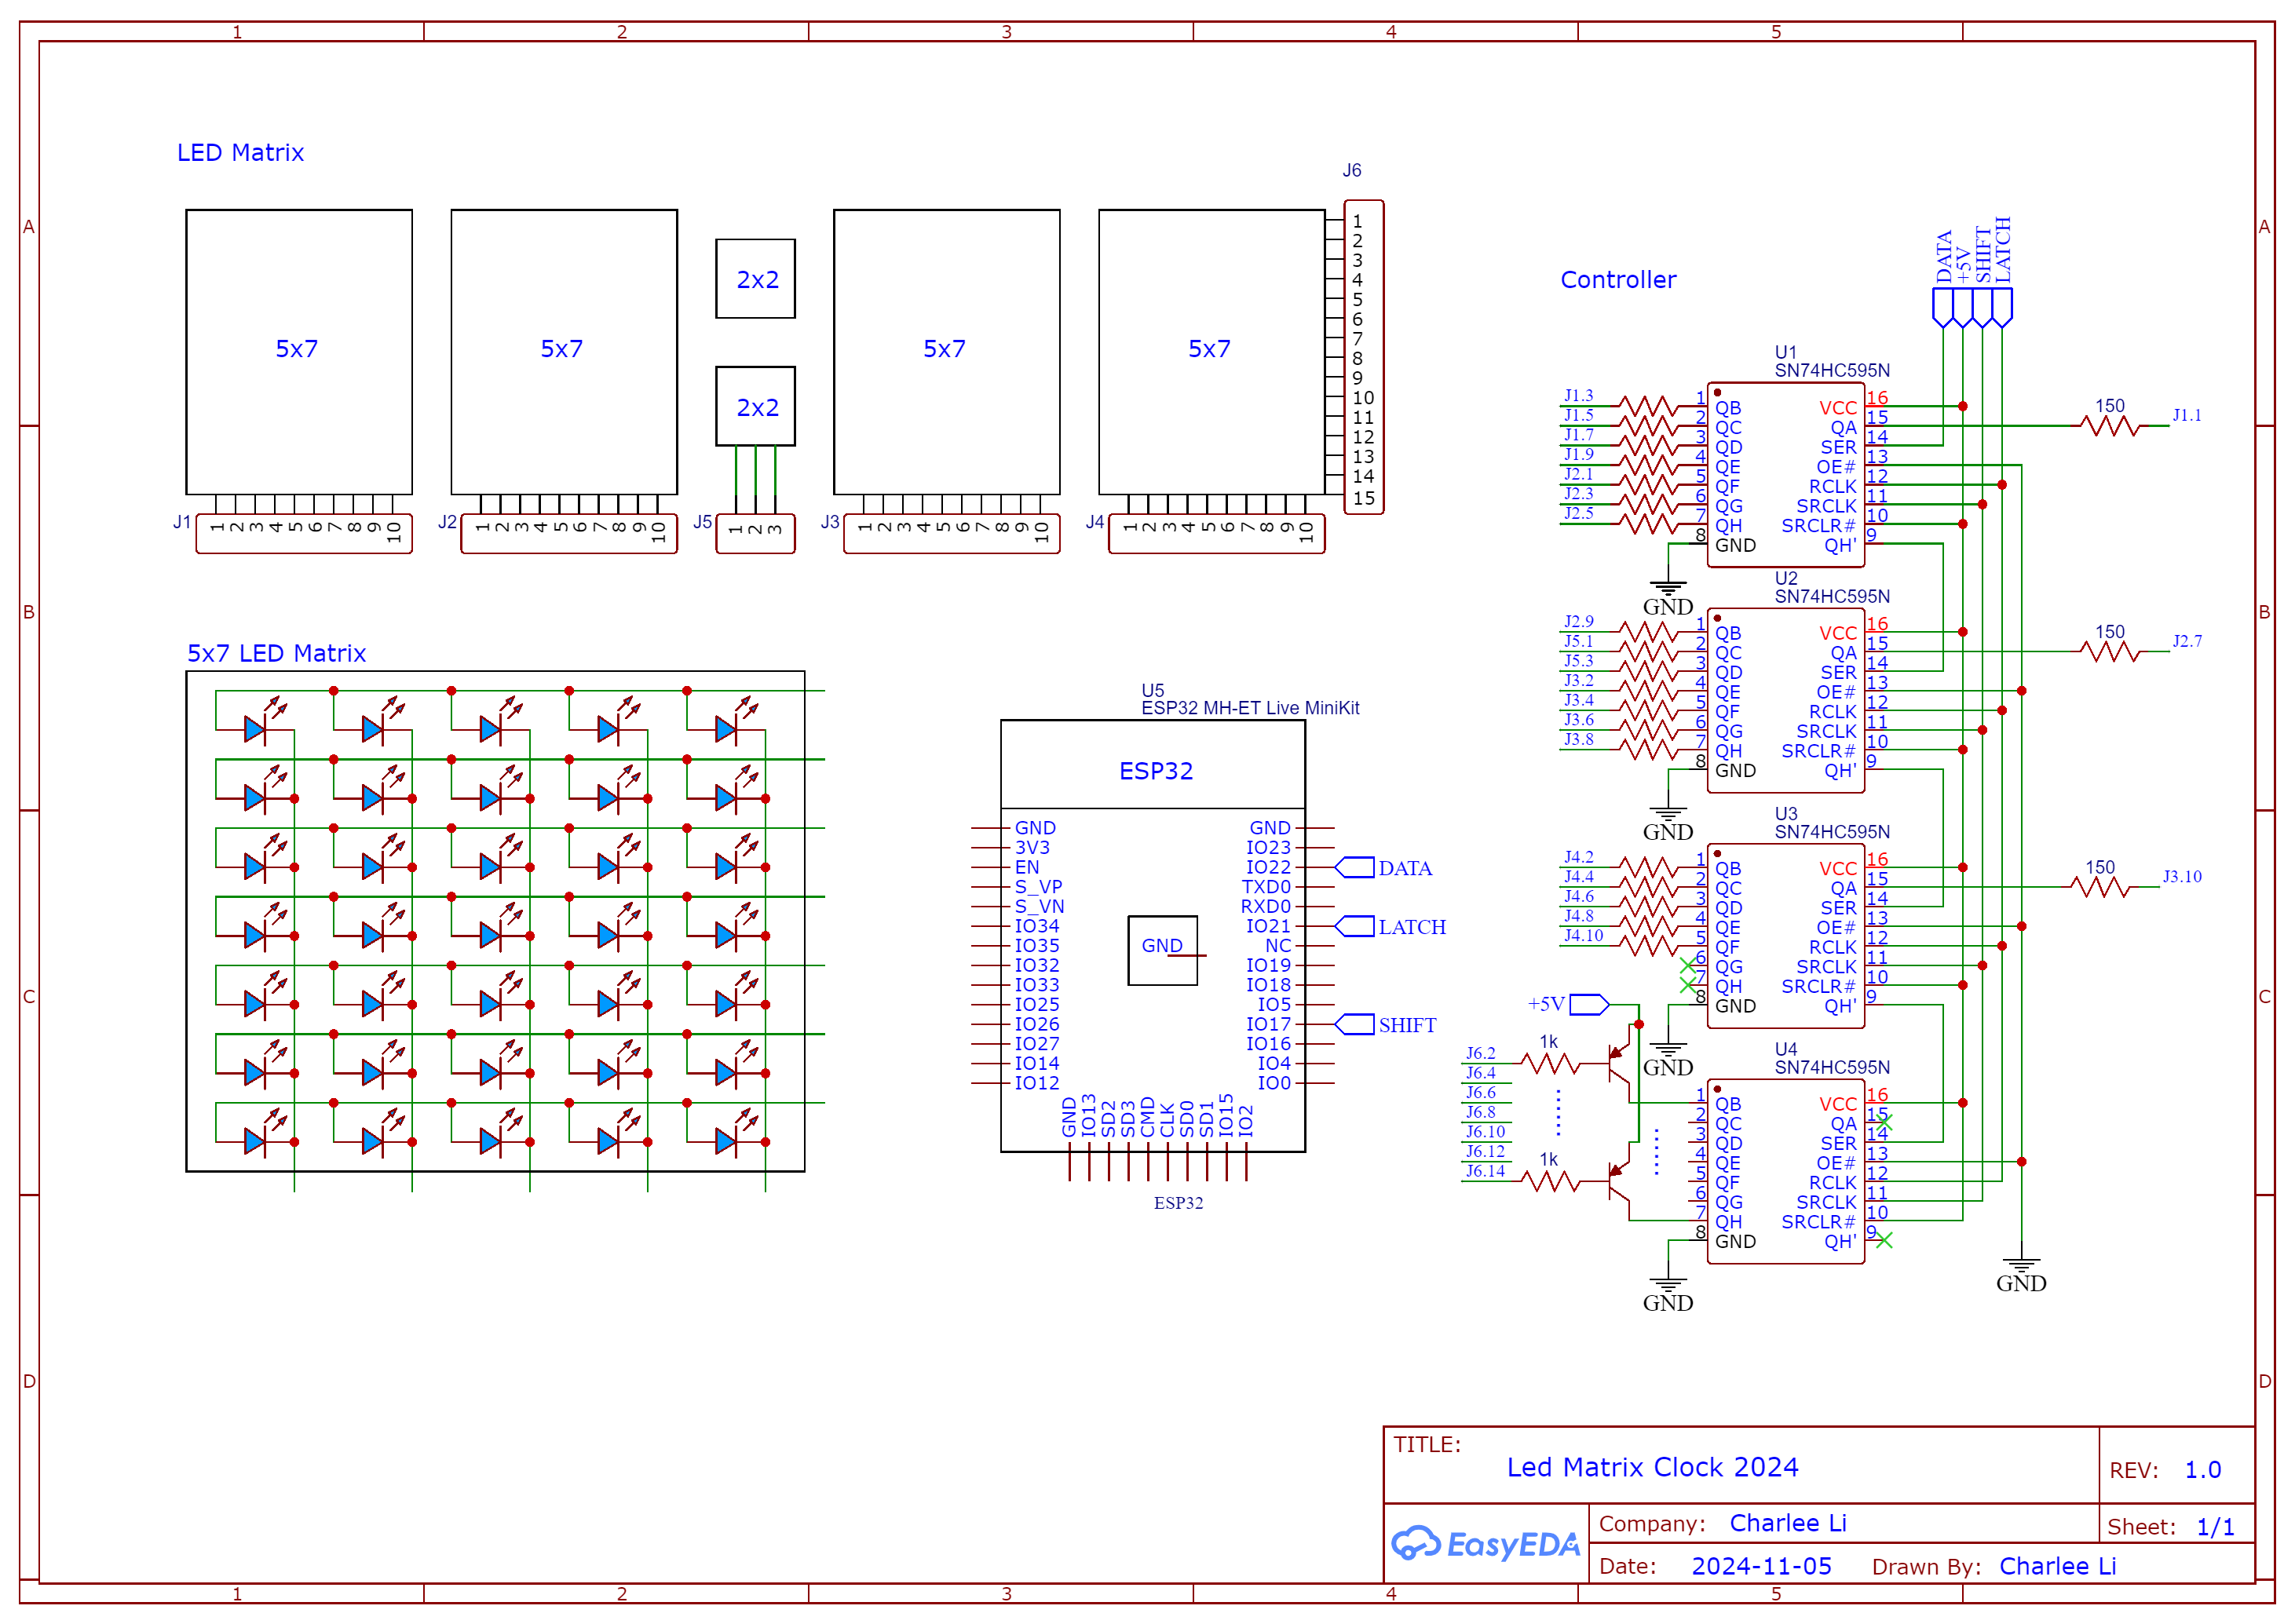 1 2 3 4 5
A A
B B
C C
D D
LED Matrix
5x7
5x7
2x2
2x2
5x7
5x7
J1
1 2 3 4 5 6 7 8 9 10
J2
1 2 3 4 5 6 7 8 9 10
J5
1 2 3
J3
1 2 3 4 5 6 7 8 9 10
J4
1 2 3 4 5 6 7 8 9 10
J6
1
2
3
4
5
6
7
8
9
10
11
12
13
14
15
5x7 LED Matrix
U5
ESP32 MH-ET Live MiniKit
ESP32
GND GND
3V3 IO23
EN IO22 DATA
S_VP TXD0
S_VN RXD0
IO34 IO21 LATCH
IO35 GND NC
IO32 IO19
IO33 IO18
IO25 IO5
IO26 IO17 SHIFT
IO27 IO16
IO14 IO4
IO12 IO0
GND IO13 SD2 SD3 CMD CLK SD0 SD1 IO15 IO2
ESP32
Controller
DATA +5V SHIFT LATCH
U1
SN74HC595N
J1.3 1 QB VCC 16
J1.5 2 QC QA 15 150 J1.1
J1.7 3 QD SER 14
J1.9 4 QE OE# 13
J2.1 5 QF RCLK 12
J2.3 6 QG SRCLK 11
J2.5 7 QH SRCLR# 10
8 GND QH' 9
GND
U2
SN74HC595N
J2.9 1 QB VCC 16
J5.1 2 QC QA 15 150 J2.7
J5.3 3 QD SER 14
J3.2 4 QE OE# 13
J3.4 5 QF RCLK 12
J3.6 6 QG SRCLK 11
J3.8 7 QH SRCLR# 10
8 GND QH' 9
GND
U3
SN74HC595N
J4.2 1 QB VCC 16
J4.4 2 QC QA 15 150 J3.10
J4.6 3 QD SER 14
J4.8 4 QE OE# 13
J4.10 5 QF RCLK 12
6 QG SRCLK 11
7 QH SRCLR# 10
8 GND QH' 9
GND
+5V
U4
SN74HC595N
J6.2 1k
J6.4
J6.6
J6.8
J6.10
J6.12
J6.14 1k
1 QB VCC 16
2 QC QA 15
3 QD SER 14
4 QE OE# 13
5 QF RCLK 12
6 QG SRCLK 11
7 QH SRCLR# 10
8 GND QH' 9
GND
GND
TITLE:
Led Matrix Clock 2024
REV: 1.0
EasyEDA
Company: Charlee Li
Sheet: 1/1
Date: 2024-11-05 Drawn By: Charlee Li
1 2 3 4 5